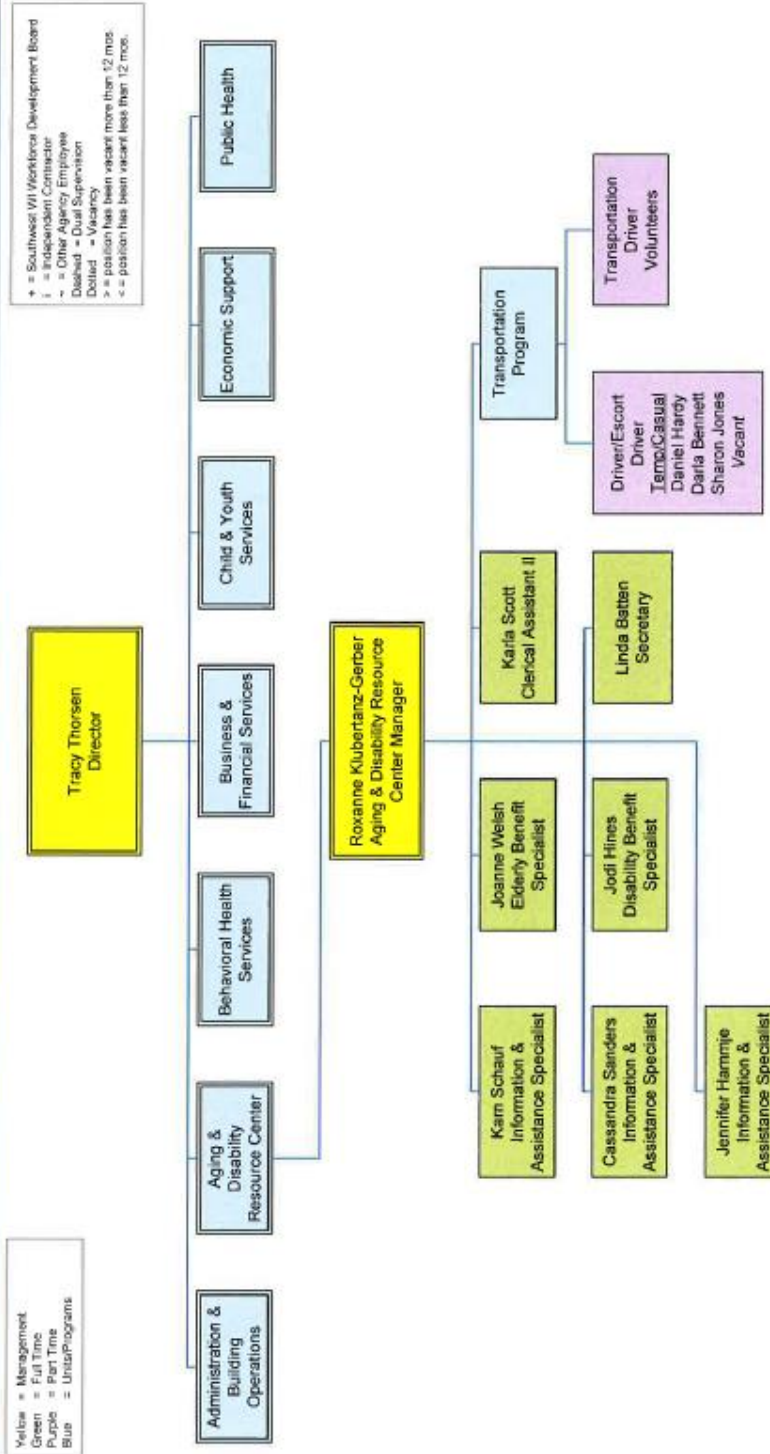 Yellow = Management
Green = Full Time
Purple = Part Time
Blue = Units/Programs
+ = Southwest WI Workforce Development Board
i = Independent Contractor
~ = Other Agency Employee
Dashed = Dual Supervision
Dotted = Vacancy
> = position has been vacant more than 12 mos.
< = position has been vacant less than 12 mos.
Tracy Thorsen
Director
Administration &
Building
Operations
Aging &
Disability
Resource Center
Behavioral Health
Services
Business &
Financial Services
Child & Youth
Services
Economic Support
Public Health
Roxanne Klubertanz-Gerber
Aging & Disability Resource
Center Manager
Kam Schauf
Information &
Assistance Specialist
Joanne Welsh
Elderly Benefit
Specialist
Karla Scott
Clerical Assistant II
Transportation
Program
Cassandra Sanders
Information &
Assistance Specialist
Jodi Hines
Disability Benefit
Specialist
Linda Batten
Secretary
Driver/Escort
Driver
Temp/Casual
Daniel Hardy
Darla Bennett
Sharon Jones
Vacant
Transportation
Driver
Volunteers
Jennifer Hammje
Information &
Assistance Specialist